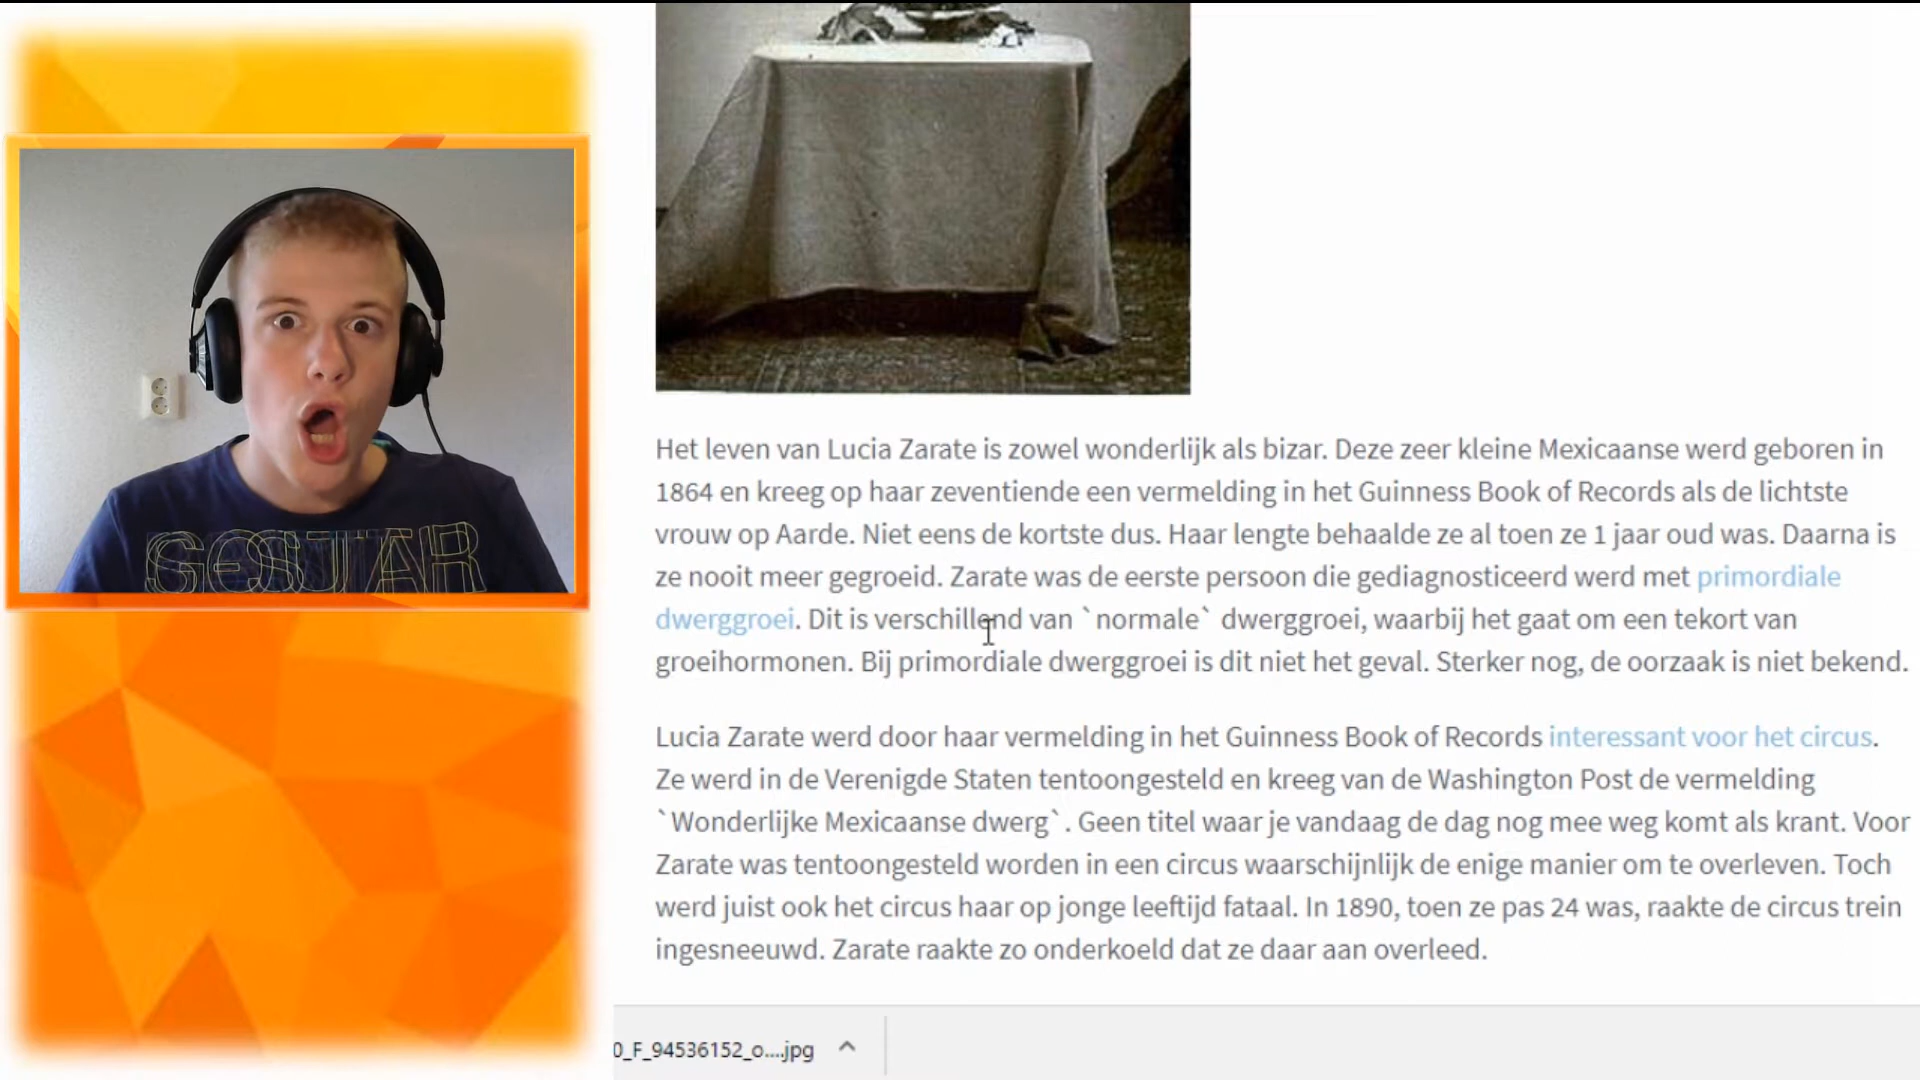 GESJTAR
Het leven van Lucia Zarate is zowel wonderlijk als bizar. Deze zeer kleine Mexicaanse werd geboren in
1864 en kreeg op haar zeventiende een vermelding in het Guinness Book of Records als de lichtste
vrouw op Aarde. Niet eens de kortste dus. Haar lengte behaalde ze al toen ze 1 jaar oud was. Daarna is
ze nooit meer gegroeid. Zarate was de eerste persoon die gediagnosticeerd werd met primordiale
dwerggroei. Dit is verschillend van `normale` dwerggroei, waarbij het gaat om een tekort van
groeihormonen. Bij primordiale dwerggroei is dit niet het geval. Sterker nog, de oorzaak is niet bekend.
Lucia Zarate werd door haar vermelding in het Guinness Book of Records interessant voor het circus.
Ze werd in de Verenigde Staten tentoongesteld en kreeg van de Washington Post de vermelding
`Wonderlijke Mexicaanse dwerg`. Geen titel waar je vandaag de dag nog mee weg komt als krant. Voor
Zarate was tentoongesteld worden in een circus waarschijnlijk de enige manier om te overleven. Toch
werd juist ook het circus haar op jonge leeftijd fataal. In 1890, toen ze pas 24 was, raakte de circus trein
ingesneeuwd. Zarate raakte zo onderkoeld dat ze daar aan overleed.
0_F_94536152_o....jpg